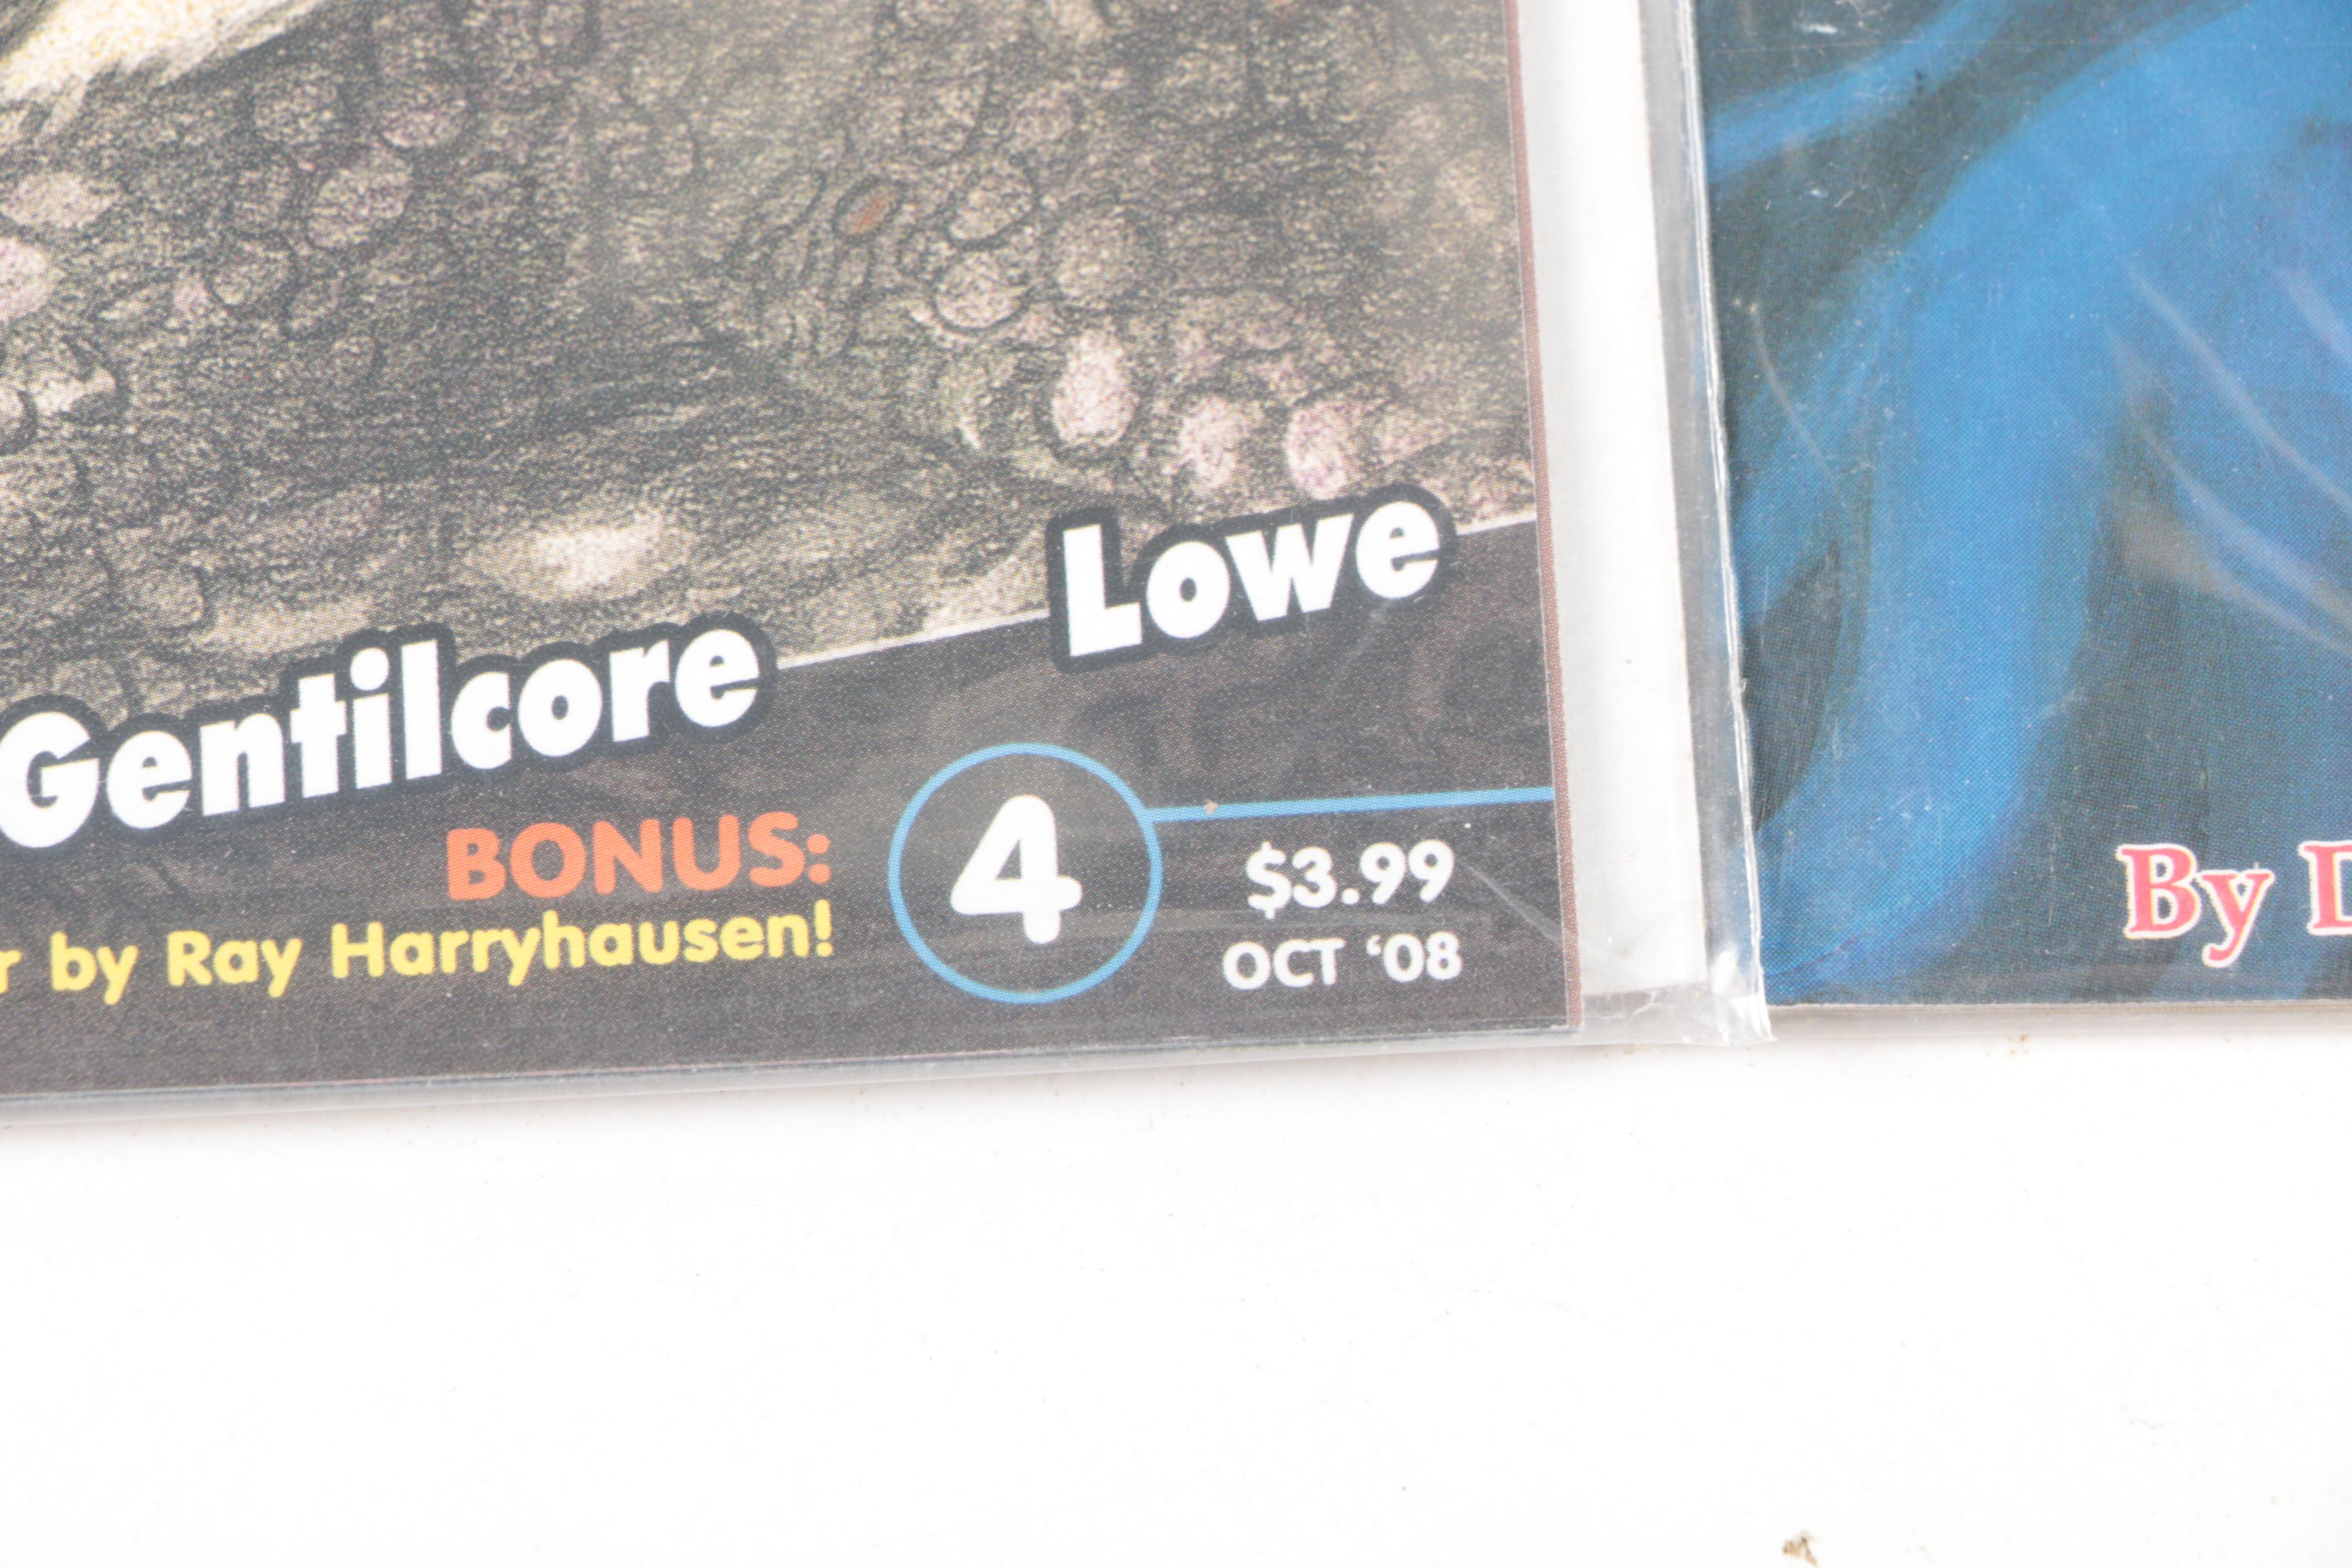 Lowe
Gentilcore
BONUS:
by Ray Harryhausen!
4
$3.99
OCT ‘08
By